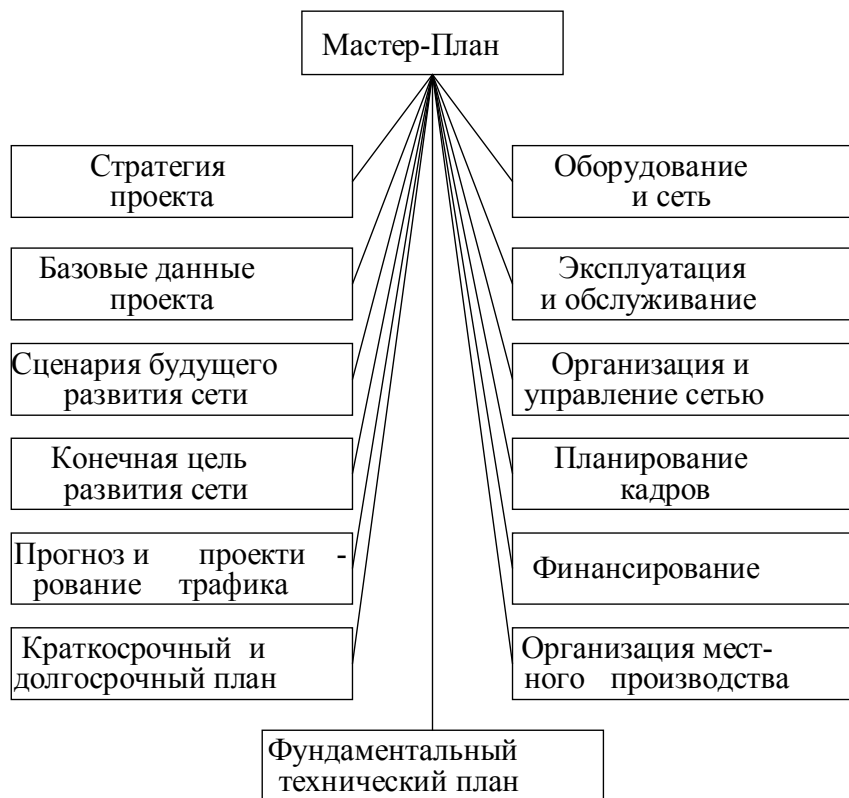 Мастер-План
Стратегия
проекта
Базовые данные
проекта
Сценария будущего
развития сети
Конечная цель
развития сети
Прогноз и проекти -
рование трафика
Краткосрочный и
долгосрочный план
Оборудование
и сеть
Эксплуатация
и обслуживание
Организация и
управление сетью
Планирование
кадров
Финансирование
Организация мест-
ного производства
Фундаментальный
технический план